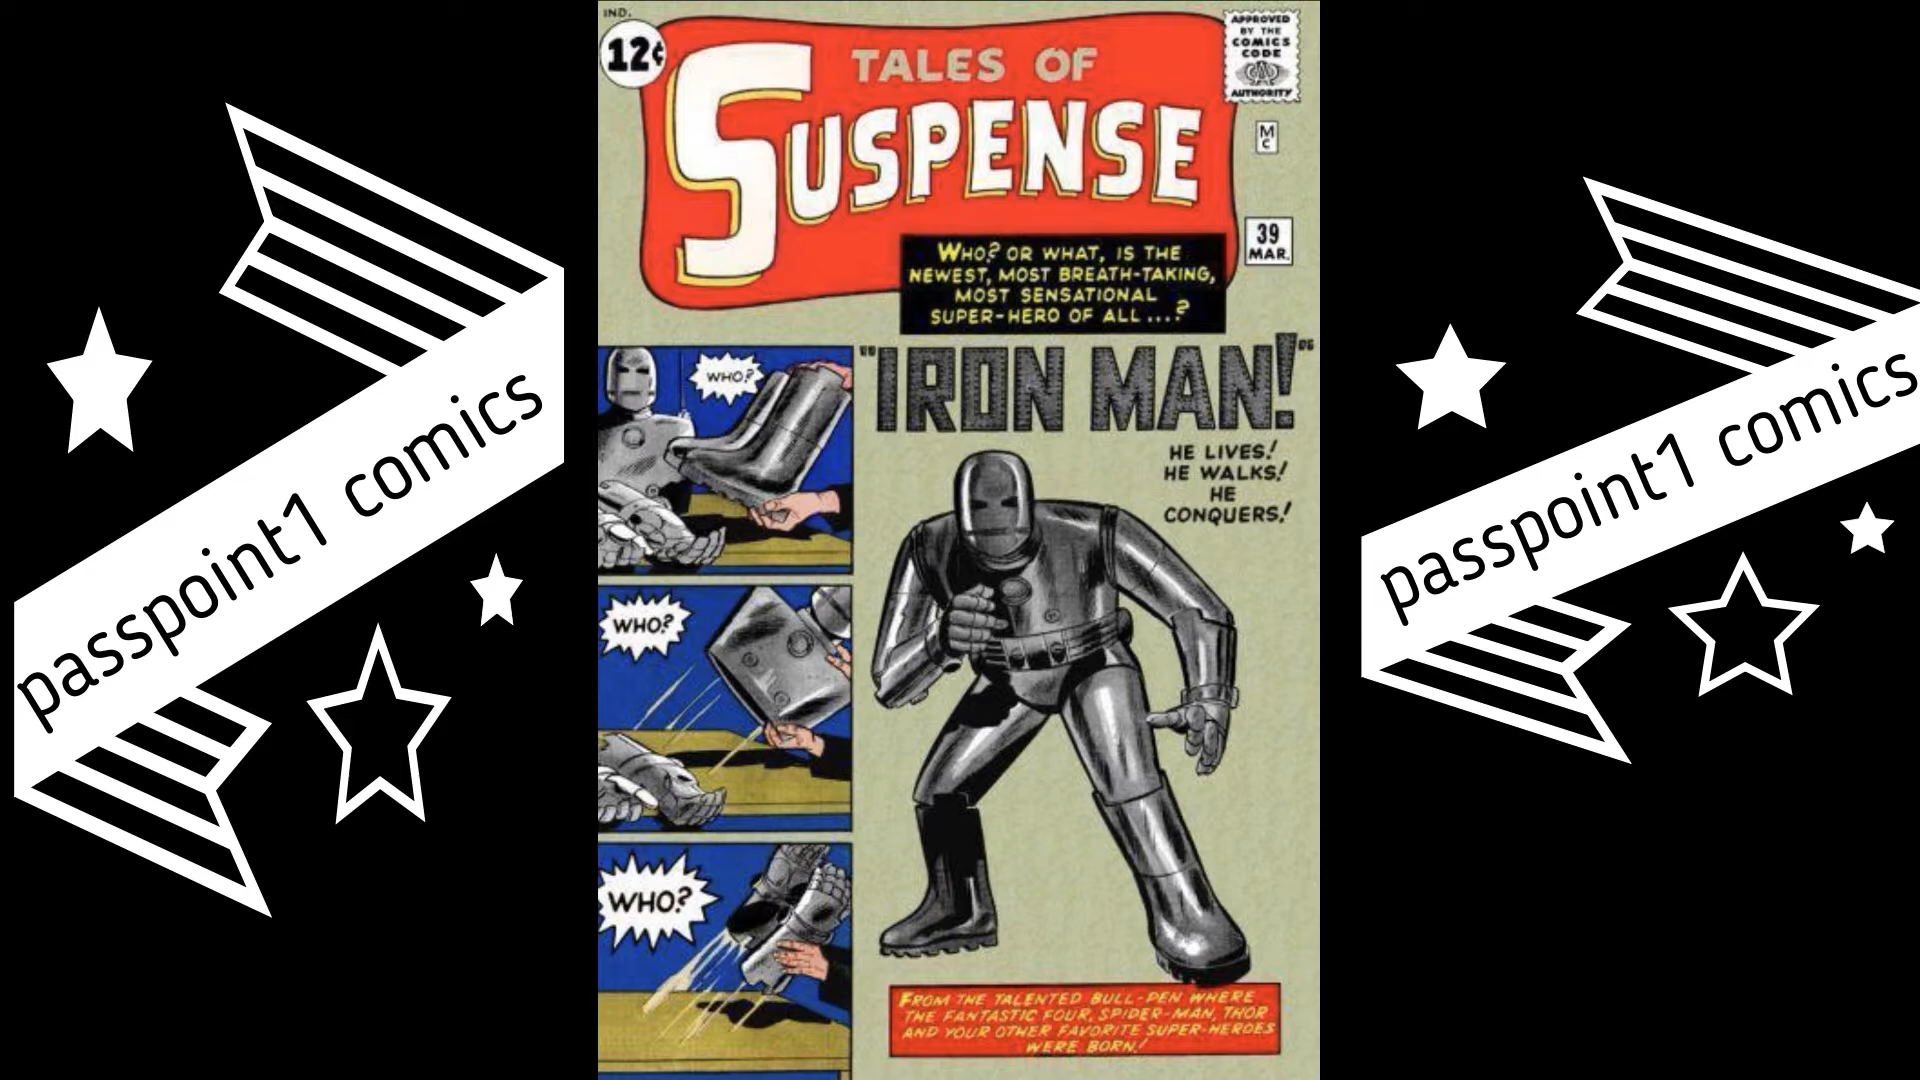 IND.
12¢
TALES OF
SUSPENSE
APPROVED
BY THE
COMICS
CODE
AUTHORITY
M
C
39
MAR.
WHO? OR WHAT, IS THE
NEWEST, MOST BREATH-TAKING,
MOST SENSATIONAL
SUPER-HERO OF ALL ...?
"IRON MAN!"
HE LIVES!
HE WALKS!
HE
CONQUERS!
WHO?
WHO?
WHO?
FROM THE TALENTED BULL-PEN WHERE
THE FANTASTIC FOUR, SPIDER-MAN, THOR
AND YOUR OTHER FAVORITE SUPER-HEROES
WERE BORN!
passpoint1 comics
passpoint1 comics